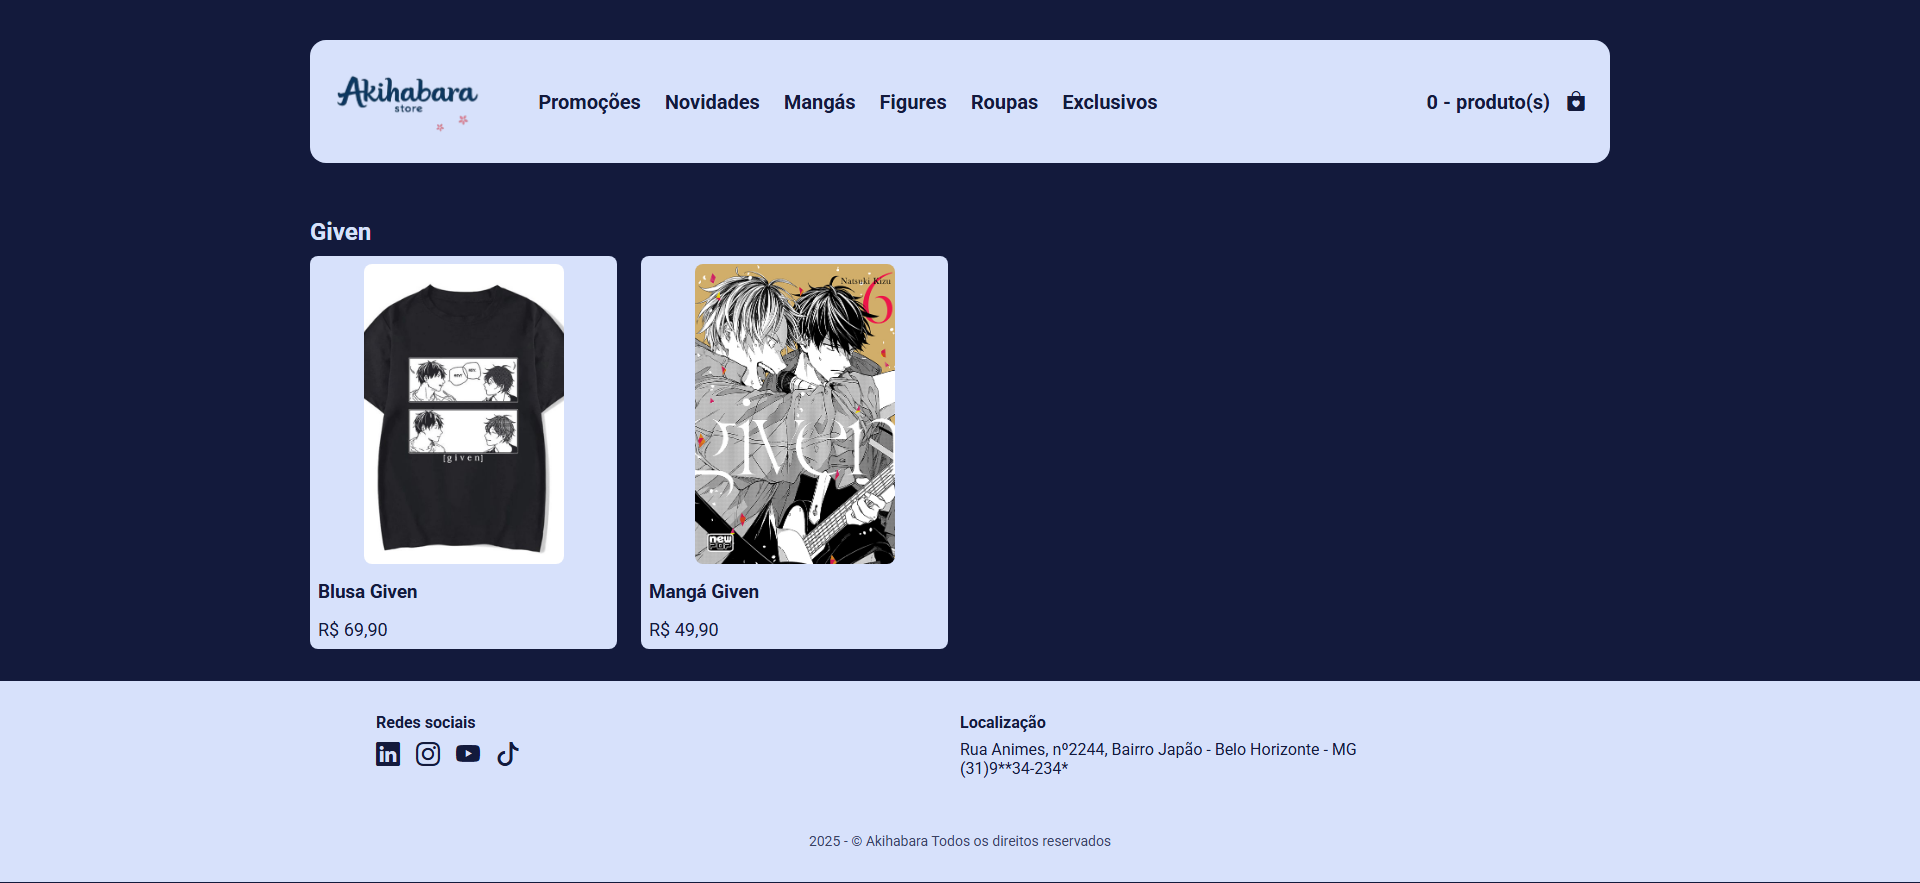 Akihabara
store
Promoções Novidades Mangás Figures Roupas Exclusivos
0 - produto(s)
Given
[given]
Natsuki Kizu
6
given
new
POP
Blusa Given
R$ 69,90
Mangá Given
R$ 49,90
Redes sociais
in
Localização
Rua Animes, nº2244, Bairro Japão - Belo Horizonte - MG
(31)9**34-234*
2025 - © Akihabara Todos os direitos reservados